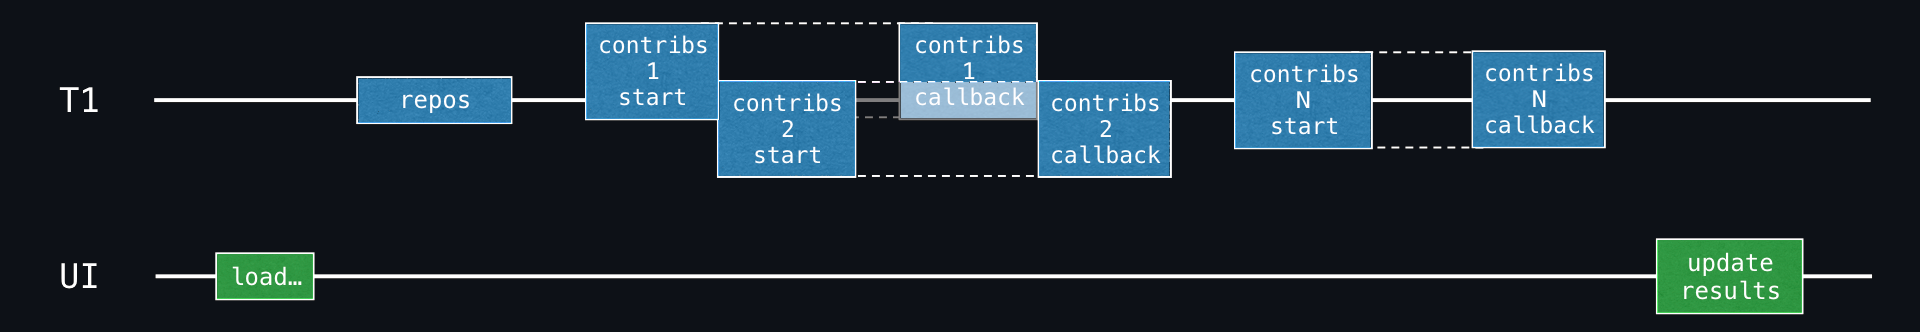 T1
repos
contribs
1
start
contribs
2
start
contribs
1
callback
contribs
2
callback
contribs
N
start
contribs
N
callback
UI
load…
update
results